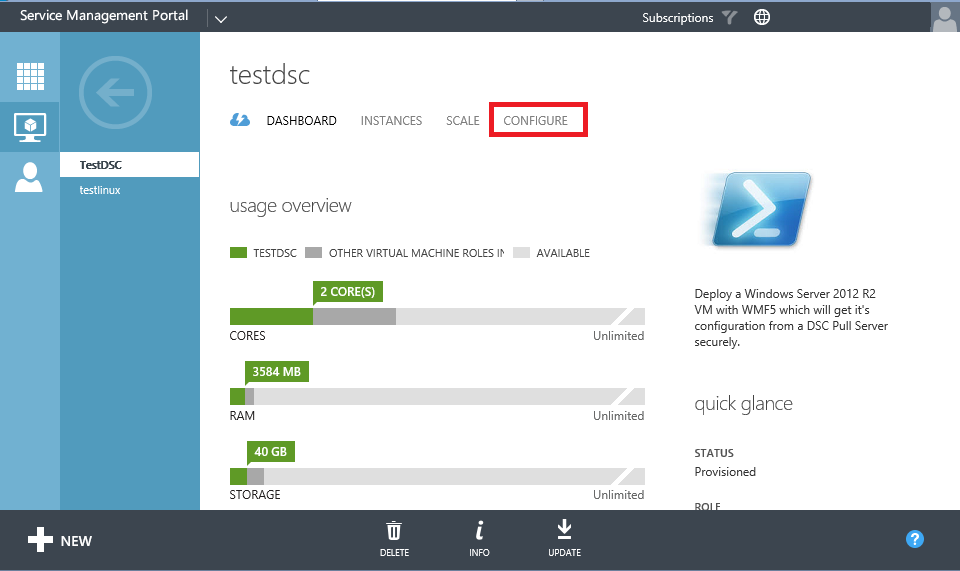 Service Management Portal
Subscriptions
testdsc
DASHBOARD INSTANCES SCALE CONFIGURE
TestDSC
testlinux
usage overview
TESTDSC OTHER VIRTUAL MACHINE ROLES IN AVAILABLE
2 CORE(S)
CORES Unlimited
3584 MB
RAM Unlimited
40 GB
STORAGE Unlimited
Deploy a Windows Server 2012 R2
VM with WMF5 which will get it's
configuration from a DSC Pull Server
securely.
quick glance
STATUS
Provisioned
ROLE
NEW
DELETE
INFO
UPDATE
?